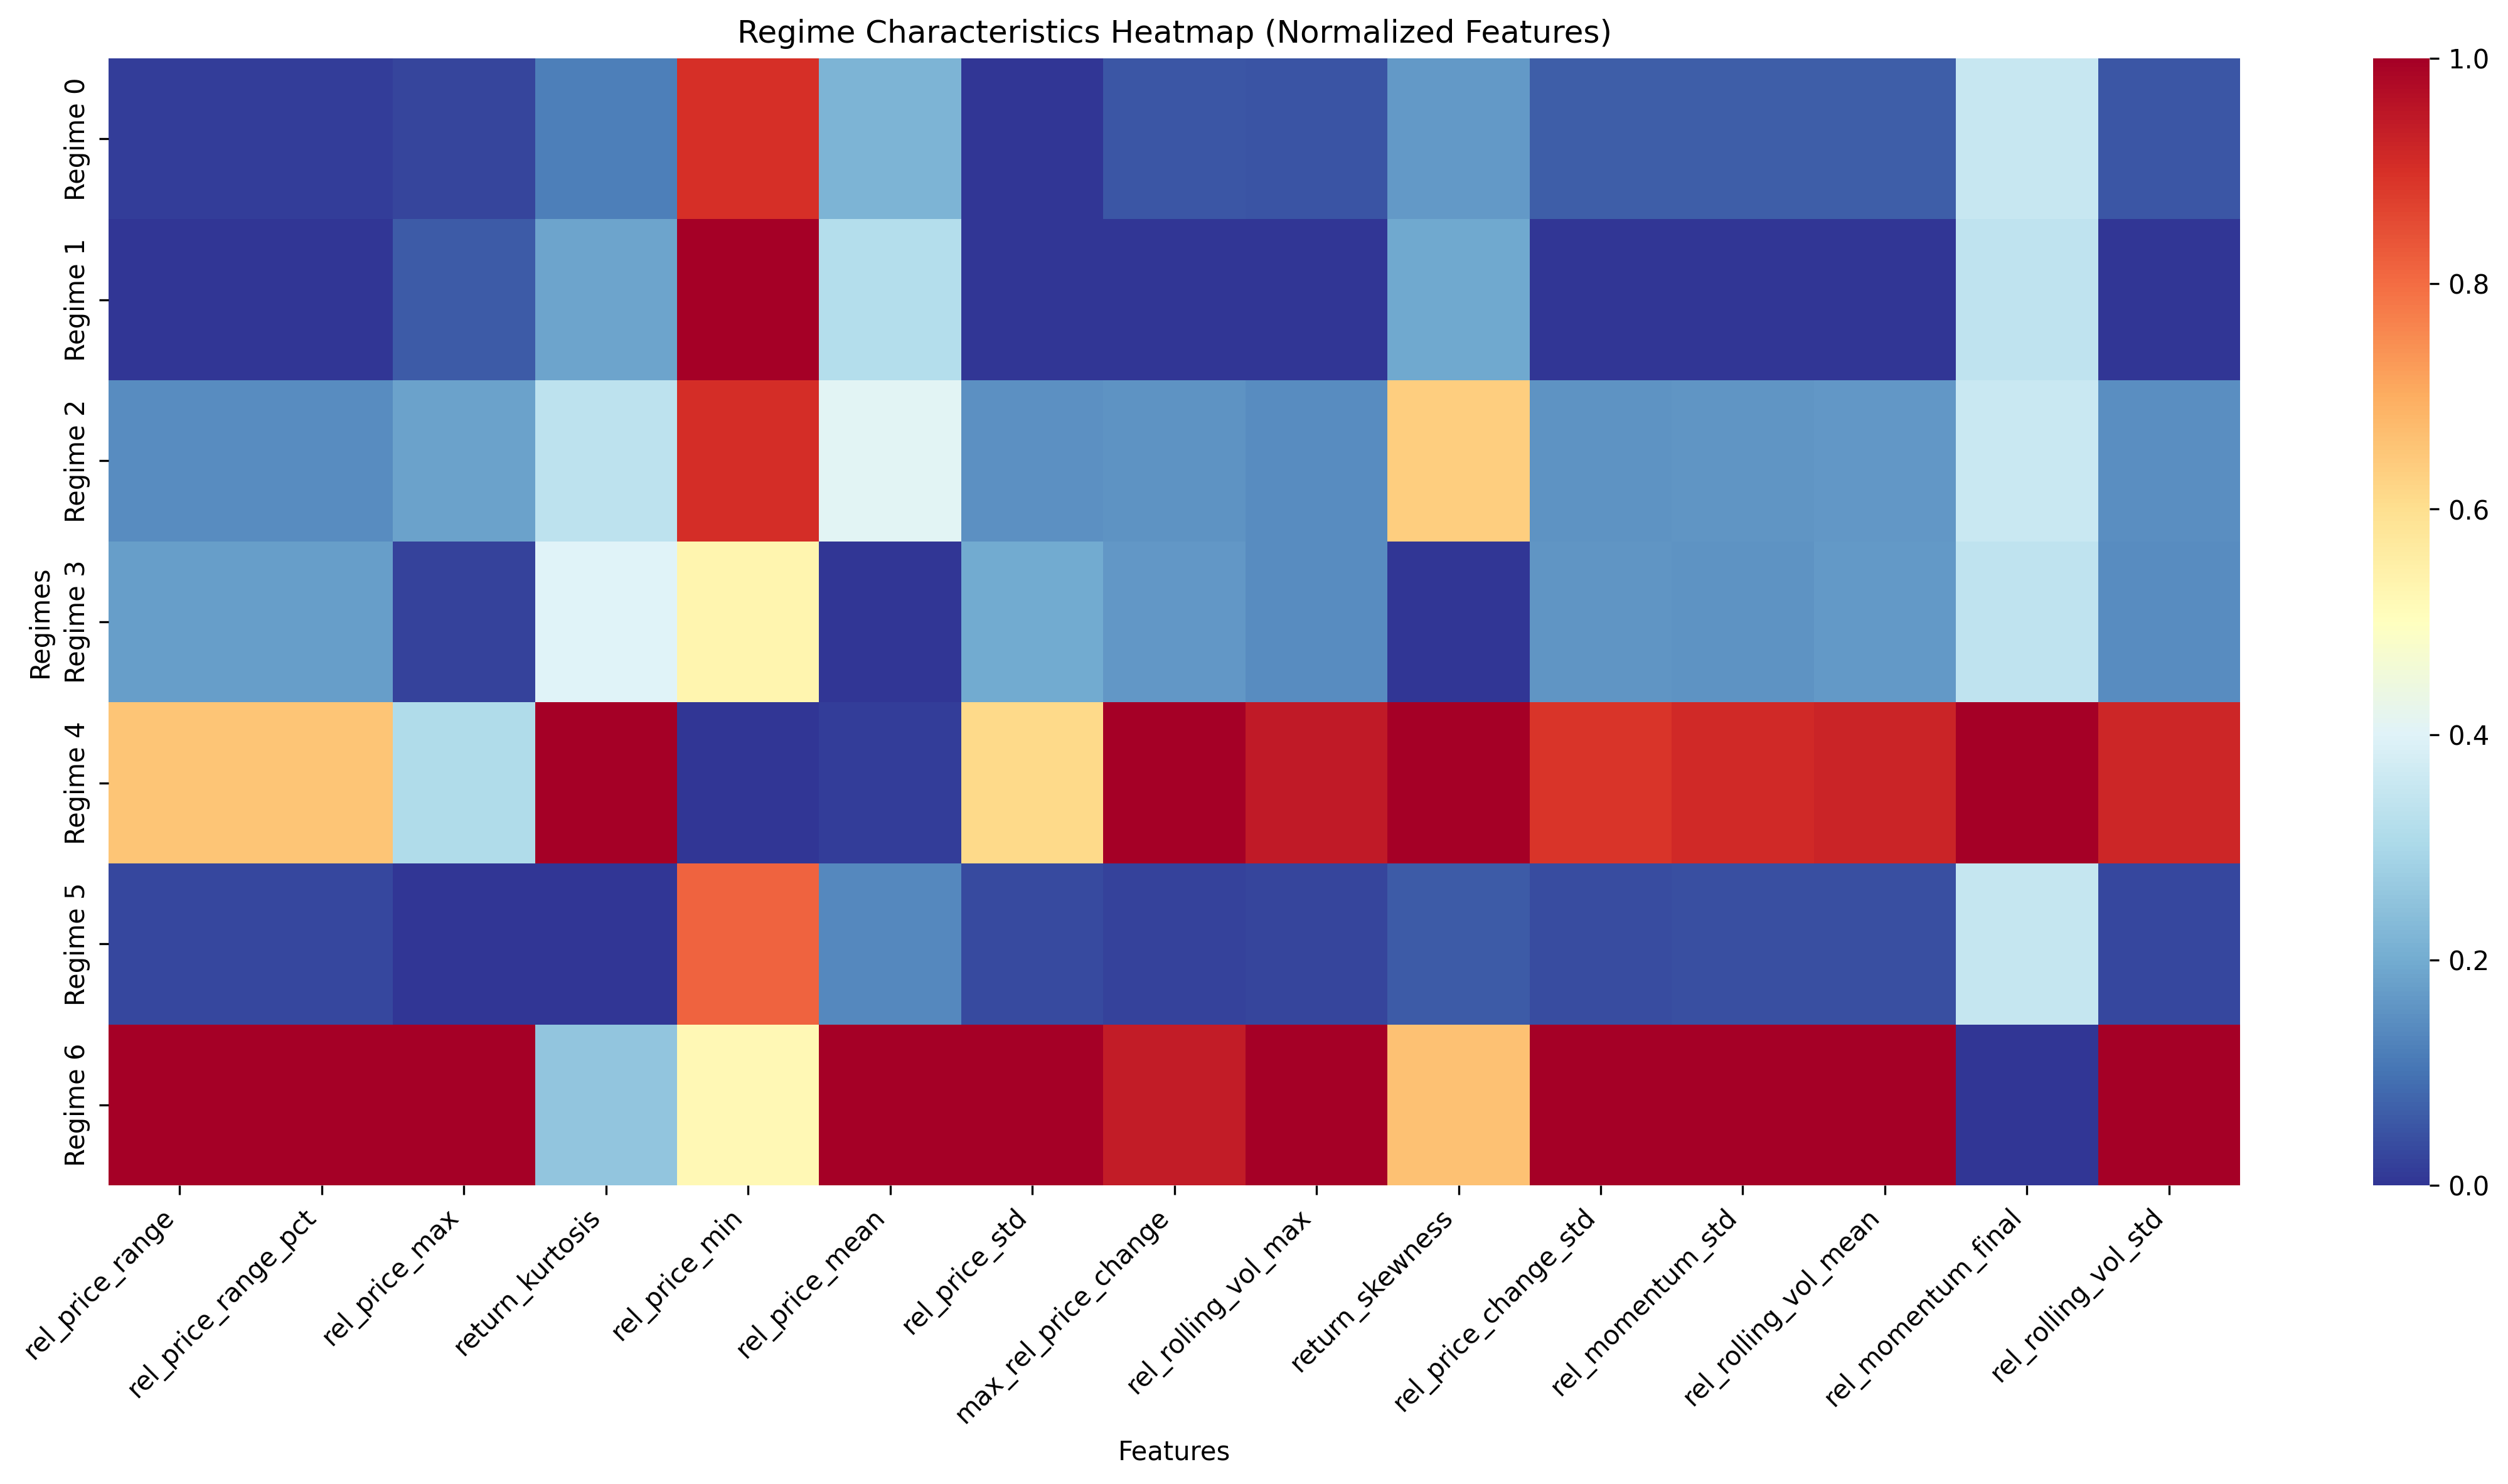 Regime Characteristics Heatmap (Normalized Features)
Regimes
Regime 0
Regime 1
Regime 2
Regime 3
Regime 4
Regime 5
Regime 6
rel_price_range
rel_price_range_pct
rel_price_max
return_kurtosis
rel_price_min
rel_price_mean
rel_price_std
max_rel_price_change
rel_rolling_vol_max
return_skewness
rel_price_change_std
rel_momentum_std
rel_rolling_vol_mean
rel_momentum_final
rel_rolling_vol_std
Features
1.0
0.8
0.6
0.4
0.2
0.0